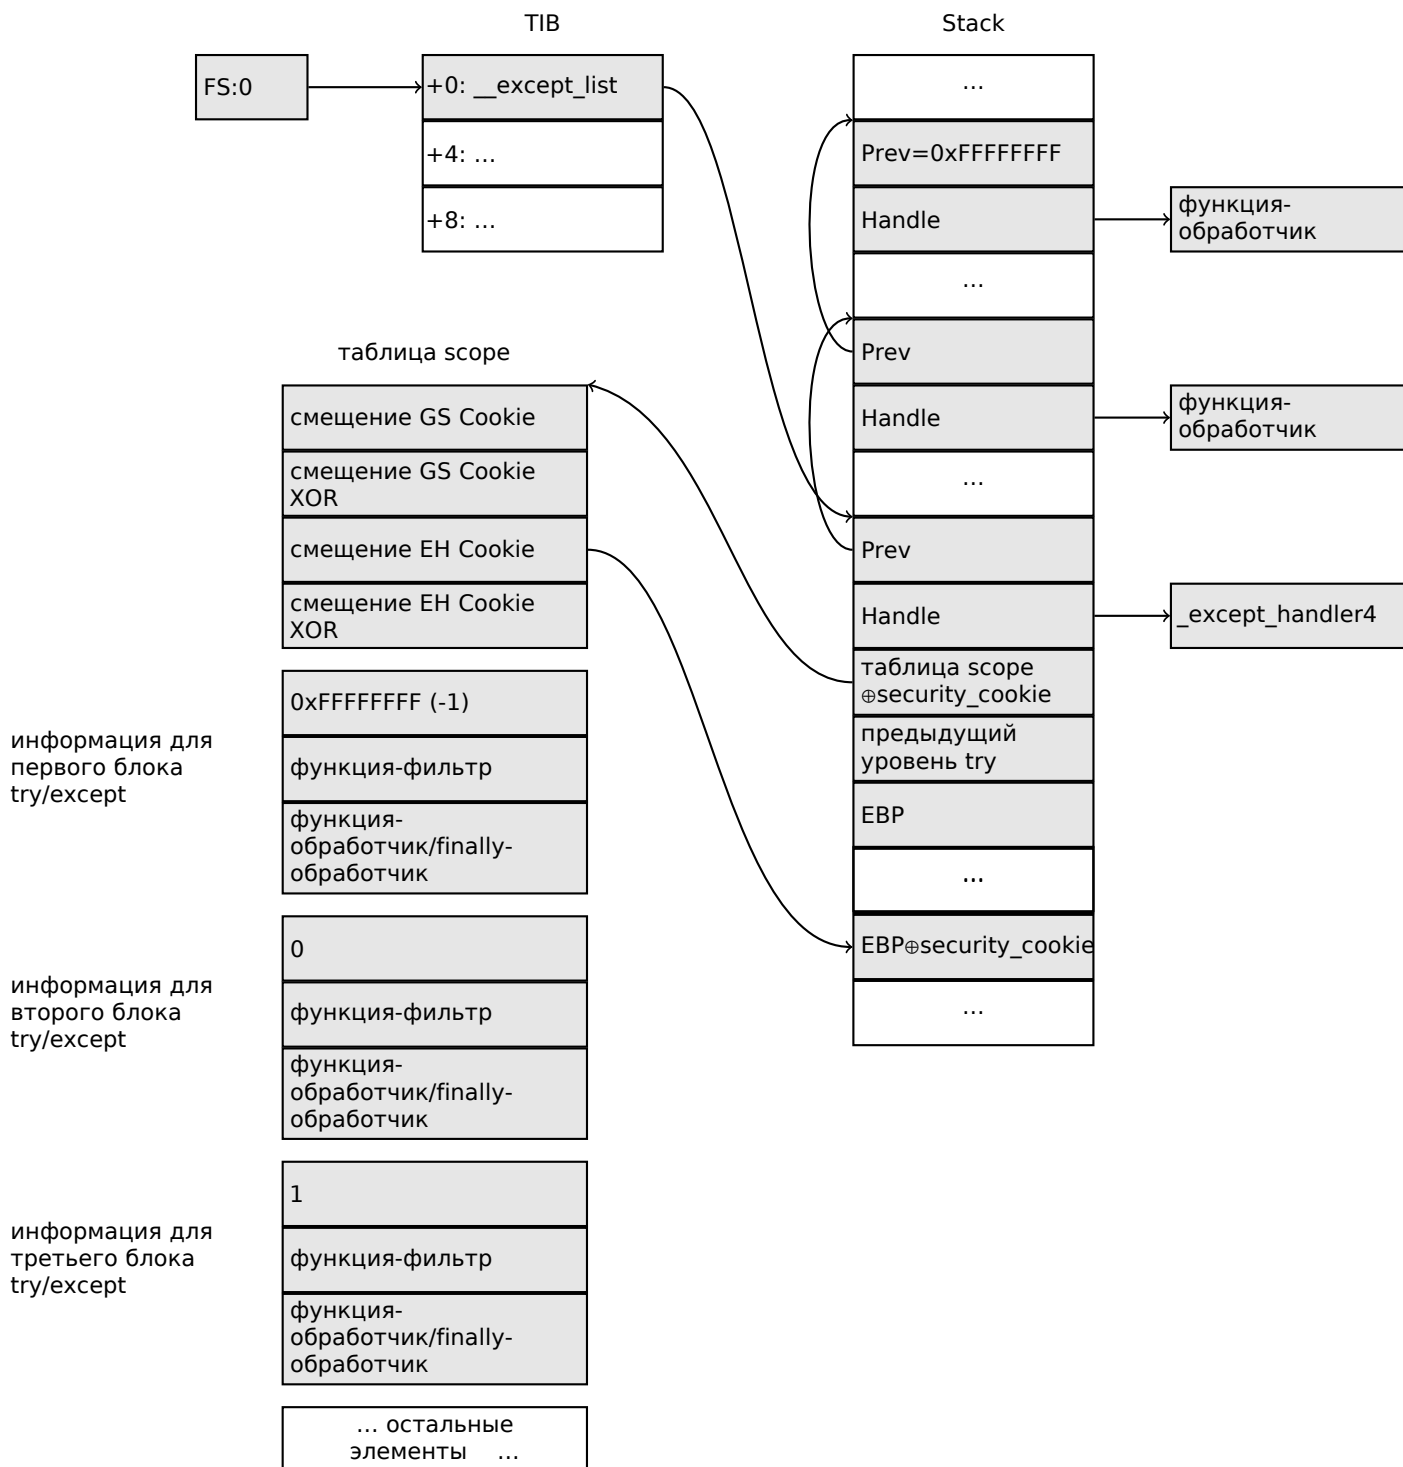 TIB
Stack
FS:0
+0: __except_list
+4: …
+8: …
…
Prev=0xFFFFFFFF
Handle
функция-
обработчик
…
Prev
Handle
функция-
обработчик
…
Prev
Handle
_except_handler4
таблица scope
⊕security_cookie
предыдущий
уровень try
EBP
…
EBP⊕security_cookie
…
таблица scope
смещение GS Cookie
смещение GS Cookie
XOR
смещение EH Cookie
смещение EH Cookie
XOR
информация для
первого блока
try/except
0xFFFFFFFF (-1)
функция-фильтр
функция-
обработчик/finally-
обработчик
информация для
второго блока
try/except
0
функция-фильтр
функция-
обработчик/finally-
обработчик
информация для
третьего блока
try/except
1
функция-фильтр
функция-
обработчик/finally-
обработчик
… остальные
элементы …